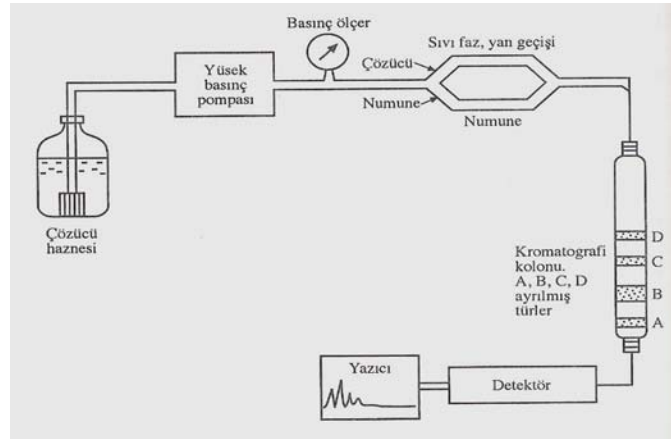 Basınç ölçer
Sıvı faz, yan geçişi
Çözücü
Yüsek
basınç
pompası
Numune
Numune
Çözücü
haznesi
D
C
B
A
Kromatografi
kolonu.
A, B, C, D
ayrılmış
türler
Yazıcı
Detektör